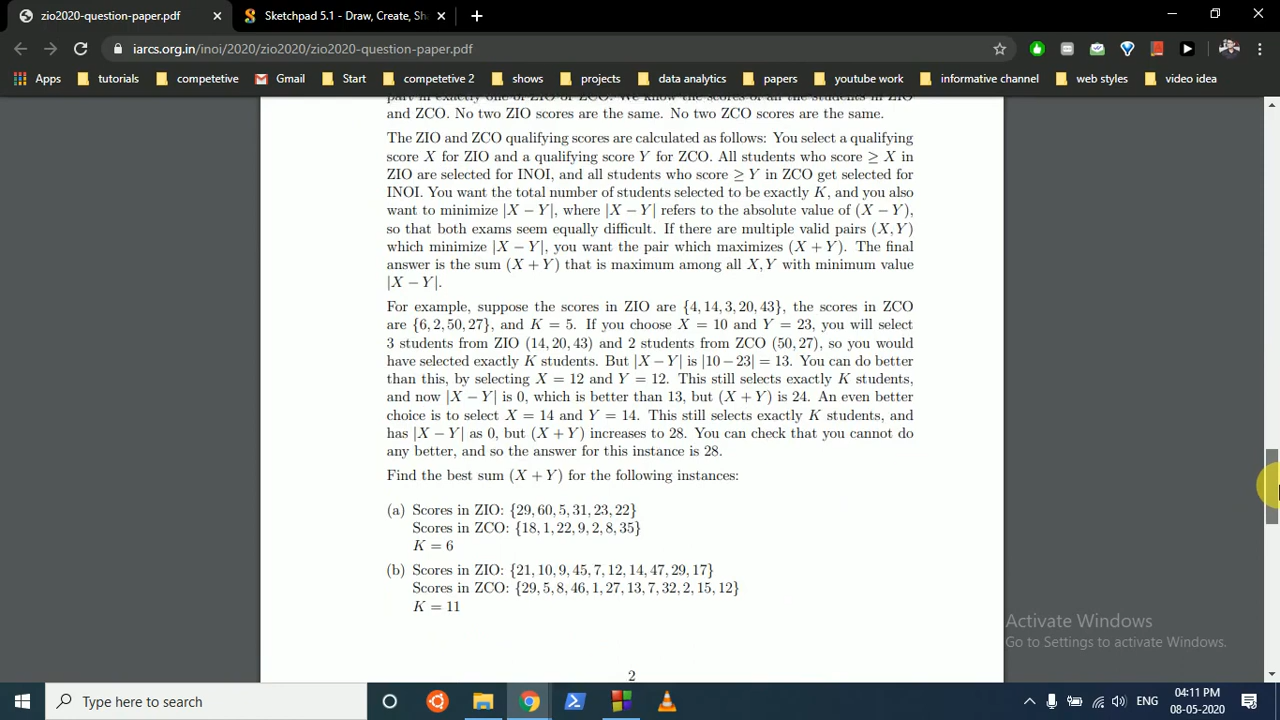 zio2020-question-paper.pdf
Sketchpad 5.1 - Draw, Create, Sh
iarcs.org.in/inoi/2020/zio2020/zio2020-question-paper.pdf
Apps tutorials competetive Gmail Start competetive 2 shows projects data analytics papers youtube work informative channel web styles video idea
part in exactly one of ZIO or ZCO. We know the scores of all the students in ZIO
and ZCO. No two ZIO scores are the same. No two ZCO scores are the same.
The ZIO and ZCO qualifying scores are calculated as follows: You select a qualifying
score X for ZIO and a qualifying score Y for ZCO. All students who score ≥ X in
ZIO are selected for INOI, and all students who score ≥ Y in ZCO get selected for
INOI. You want the total number of students selected to be exactly K, and you also
want to minimize |X − Y|, where |X − Y| refers to the absolute value of (X − Y),
so that both exams seem equally difficult. If there are multiple valid pairs (X, Y)
which minimize |X − Y|, you want the pair which maximizes (X + Y). The final
answer is the sum (X + Y) that is maximum among all X, Y with minimum value
|X − Y|.
For example, suppose the scores in ZIO are {4, 14, 3, 20, 43}, the scores in ZCO
are {6, 2, 50, 27}, and K = 5. If you choose X = 10 and Y = 23, you will select
3 students from ZIO (14, 20, 43) and 2 students from ZCO (50, 27), so you would
have selected exactly K students. But |X − Y| is |10 − 23| = 13. You can do better
than this, by selecting X = 12 and Y = 12. This still selects exactly K students,
and now |X − Y| is 0, which is better than 13, but (X + Y) is 24. An even better
choice is to select X = 14 and Y = 14. This still selects exactly K students, and
has |X − Y| as 0, but (X + Y) increases to 28. You can check that you cannot do
any better, and so the answer for this instance is 28.
Find the best sum (X + Y) for the following instances:
(a) Scores in ZIO: {29, 60, 5, 31, 23, 22}
Scores in ZCO: {18, 1, 22, 9, 2, 8, 35}
K = 6
(b) Scores in ZIO: {21, 10, 9, 45, 7, 12, 14, 47, 29, 17}
Scores in ZCO: {29, 5, 8, 46, 1, 27, 13, 7, 32, 2, 15, 12}
K = 11
2
Activate Windows
Go to Settings to activate Windows.
Type here to search
ENG
04:11 PM
08-05-2020